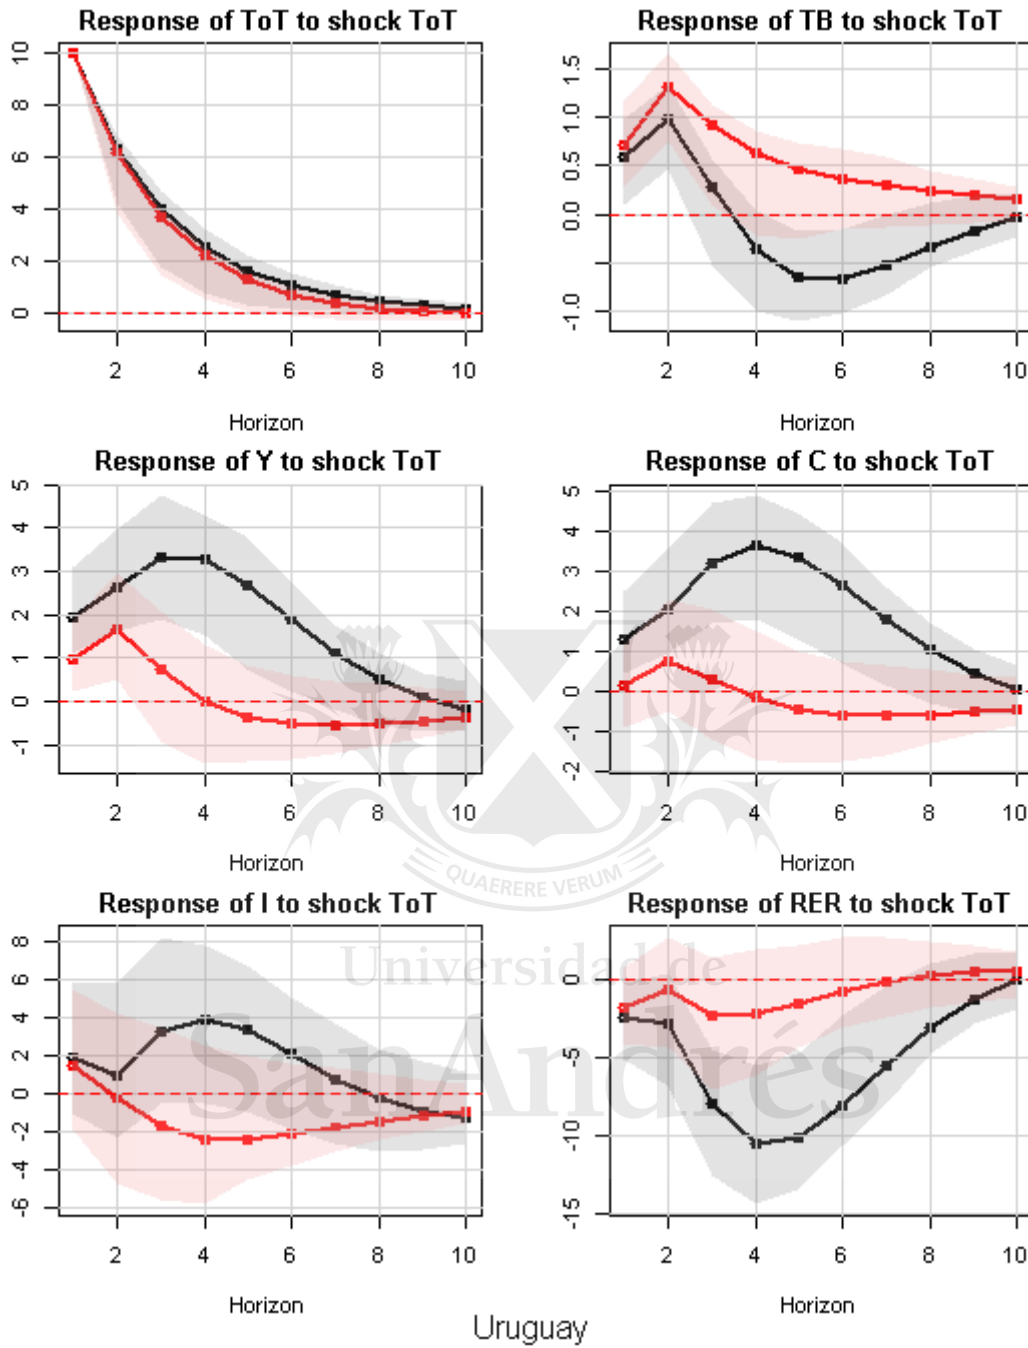 Response of ToT to shock ToT
Response of TB to shock ToT
10
8
6
4
2
0
1.5
1.0
0.5
0.0
-1.0
2 4 6 8 10
2 4 6 8 10
Horizon
Horizon
Response of Y to shock ToT
Response of C to shock ToT
5
4
3
2
1
0
-1
5
4
3
2
1
0
-1
-2
2 4 6 8 10
2 4 6 8 10
Horizon
Horizon
QUAERERE VERUM
Response of I to shock ToT
Response of RER to shock ToT
Universidad de
SanAndrés
8
6
4
2
0
-2
-4
-6
0
-5
-10
-15
2 4 6 8 10
2 4 6 8 10
Horizon
Horizon
Uruguay